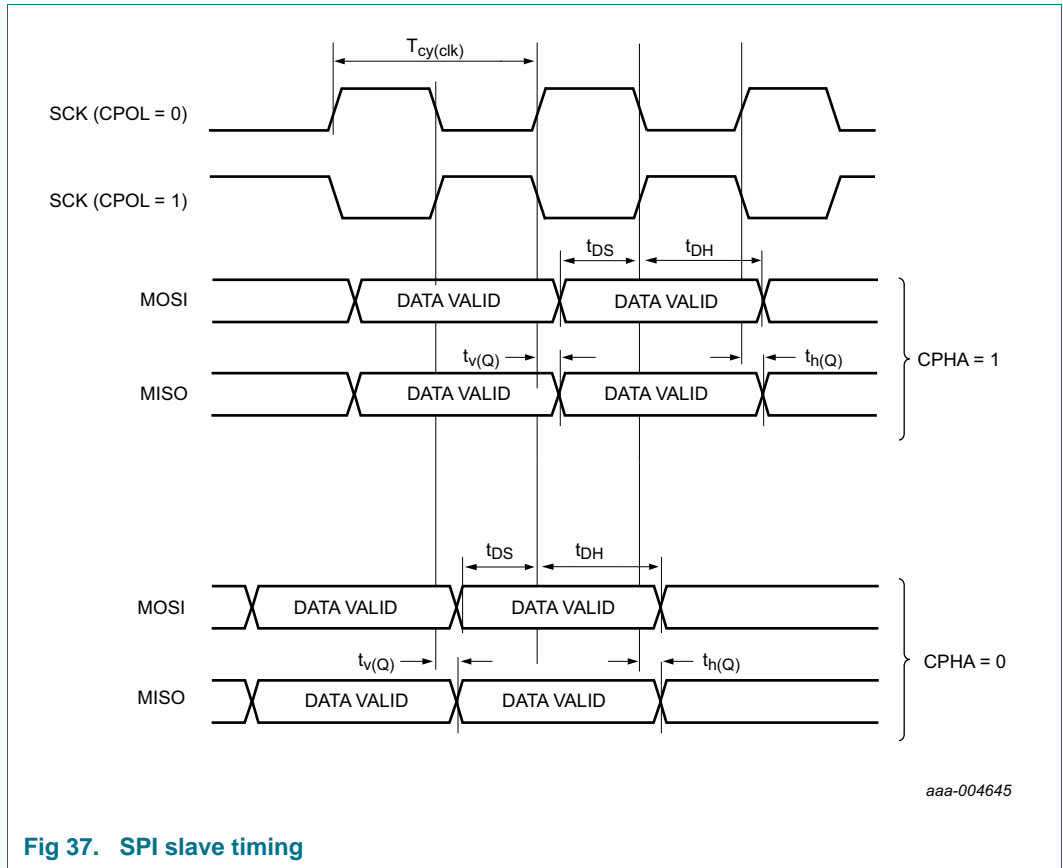 Tcy(clk)
SCK (CPOL = 0)
SCK (CPOL = 1)
tDS tDH
MOSI DATA VALID DATA VALID
tv(Q) th(Q)
CPHA = 1
MISO DATA VALID DATA VALID
tDS tDH
MOSI DATA VALID DATA VALID
tv(Q) th(Q)
CPHA = 0
MISO DATA VALID DATA VALID
aaa-004645
Fig 37. SPI slave timing